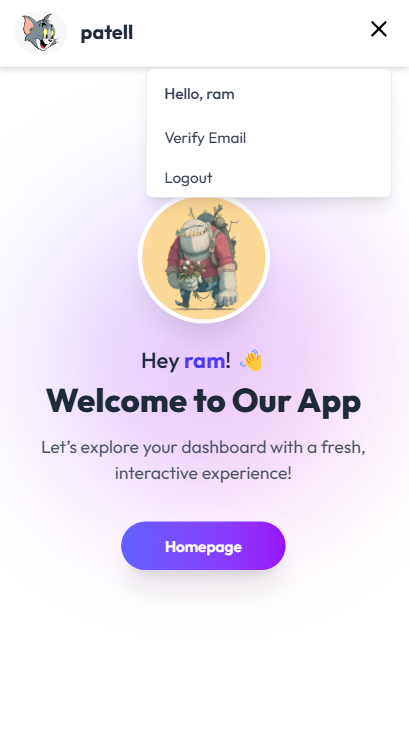 patell
Hello, ram
Verify Email
Logout
Hey ram! 👋
Welcome to Our App
Let's explore your dashboard with a fresh,
interactive experience!
Homepage